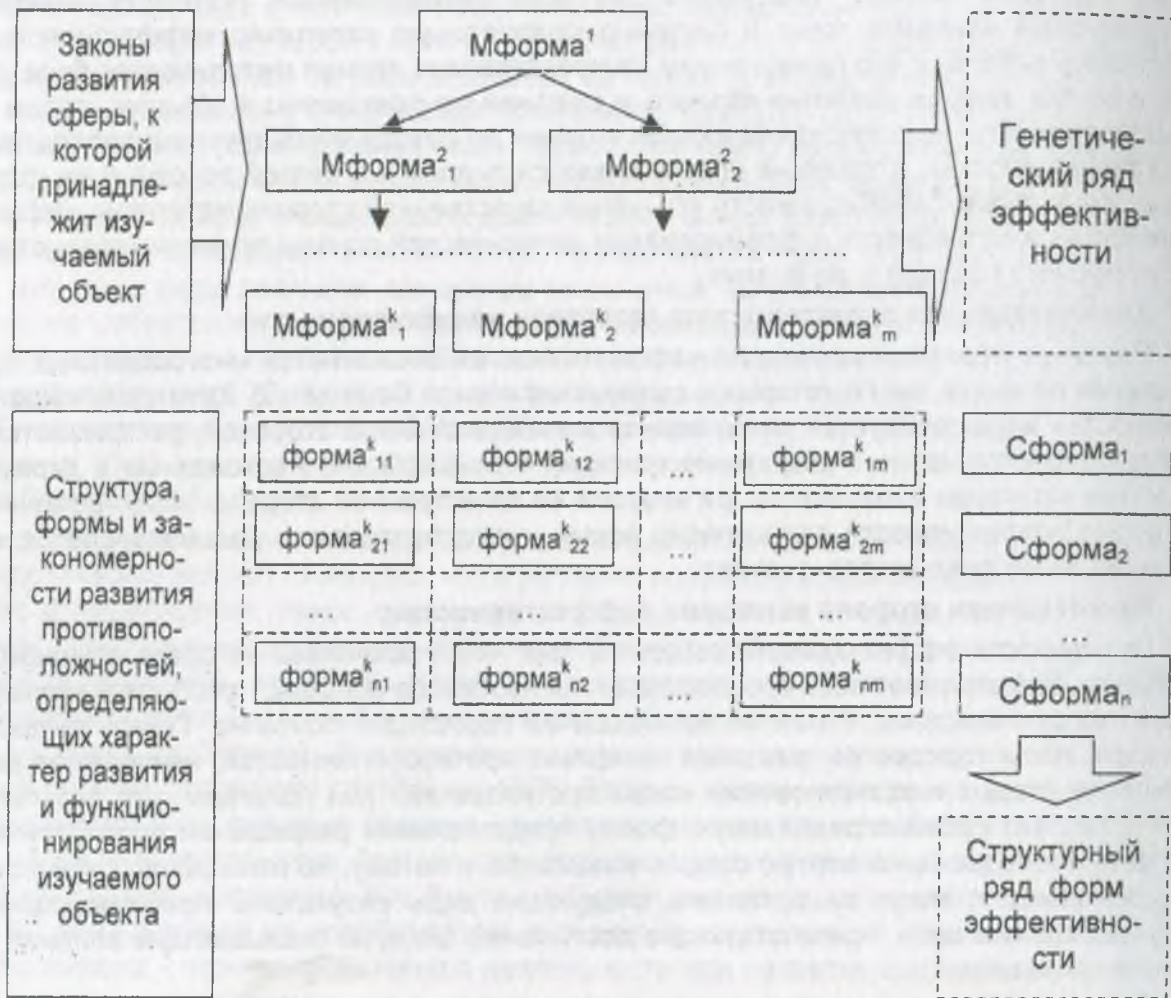 Законы
развития
сферы, к
которой
принадле-
жит изу-
чаемый
объект
Мформа¹
Мформа²₁
Мформа²₂
Мформаᵏ₁
Мформаᵏ₂
Мформаᵏₘ
Генетиче-
ский ряд
эффектив-
ности
Структура,
формы и за-
кономерно-
сти развития
противопо-
ложностей,
определяю-
щих харак-
тер развития
и функцио-
нирования
изучаемого
объекта
формаᵏ₁₁
формаᵏ₁₂
...
формаᵏ₁ₘ
формаᵏ₂₁
формаᵏ₂₂
...
формаᵏ₂ₘ
...
...
...
...
формаᵏₙ₁
формаᵏₙ₂
...
формаᵏₙₘ
Сформа₁
Сформа₂
...
Сформаₙ
Структурный
ряд форм
эффективно-
сти